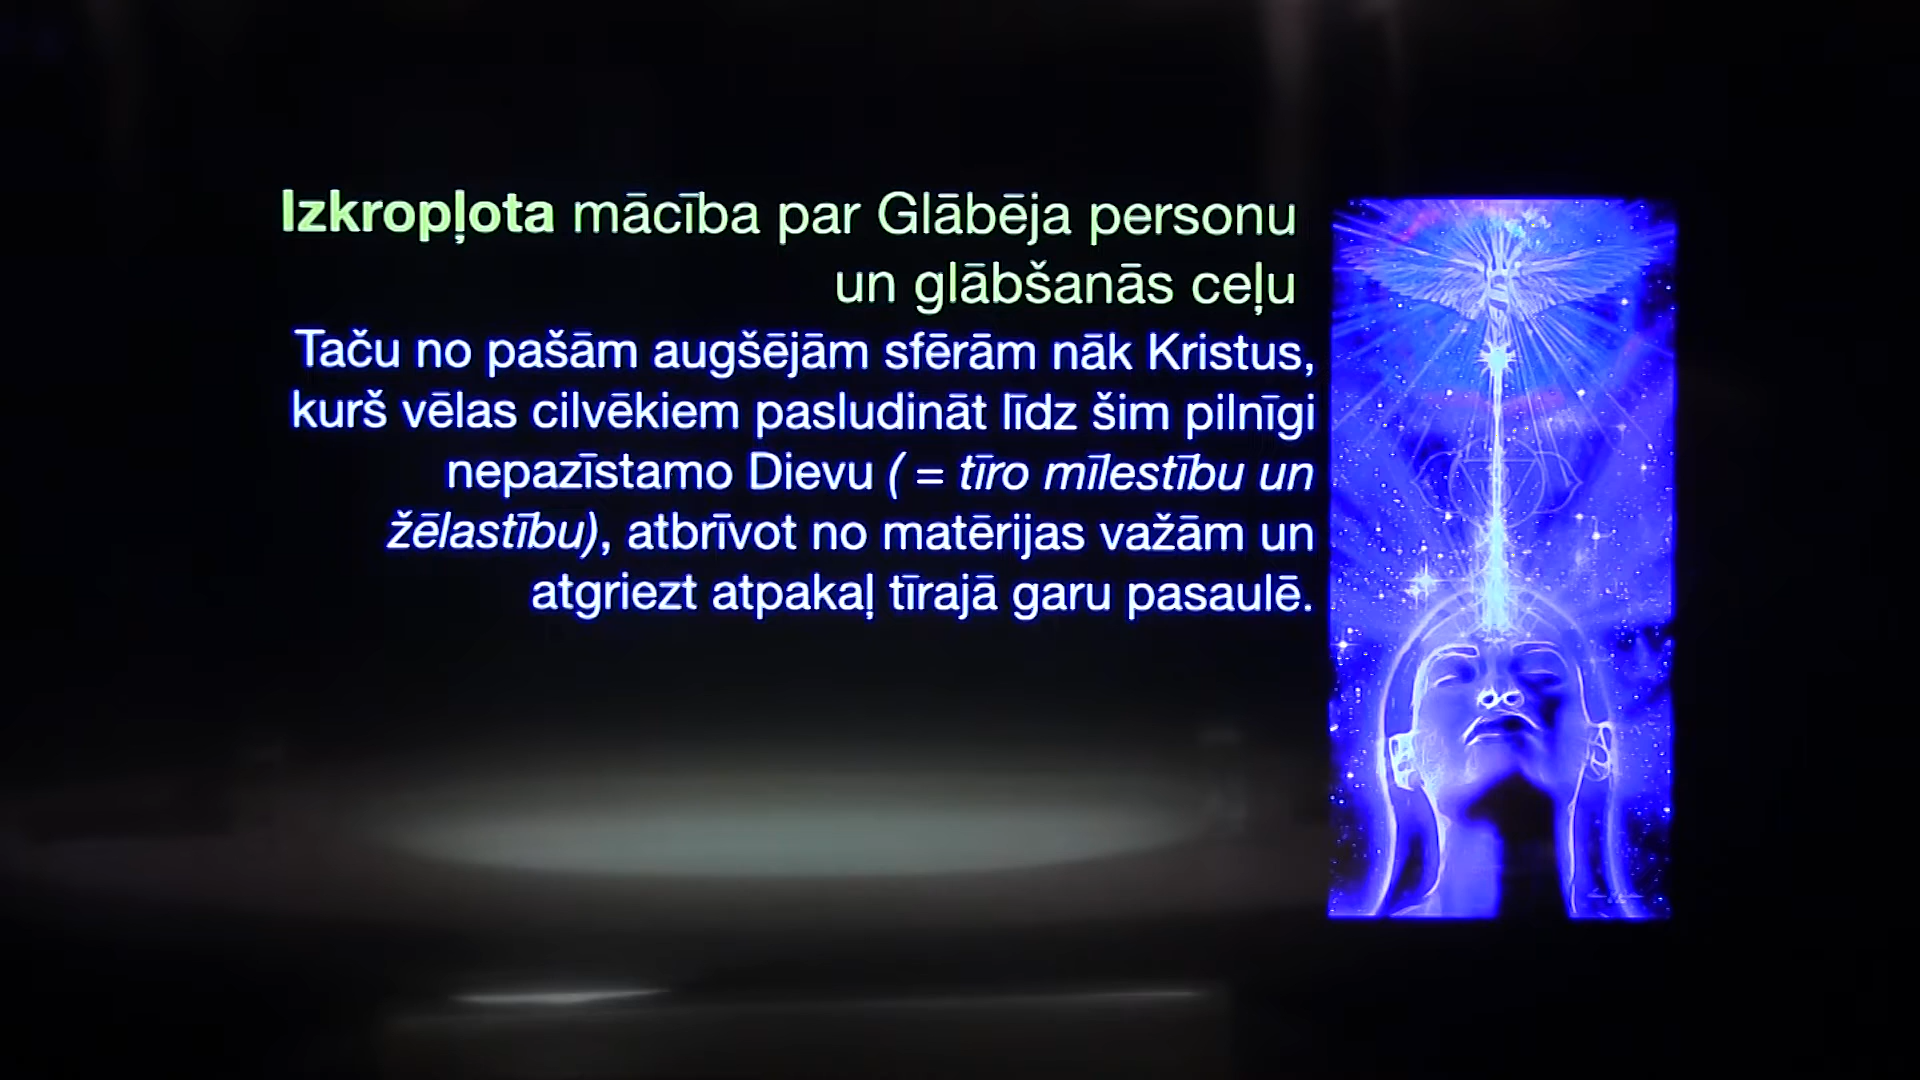 Izkropļota mācība par Glābēja personu
un glābšanās ceļu
Taču no pašām augšējām sfērām nāk Kristus,
kurš vēlas cilvēkiem pasludināt līdz šim pilnīgi
nepazīstamo Dievu ( = tīro mīlestību un
žēlastību), atbrīvot no matērijas važām un
atgriezt atpakaļ tīrajā garu pasaulē.